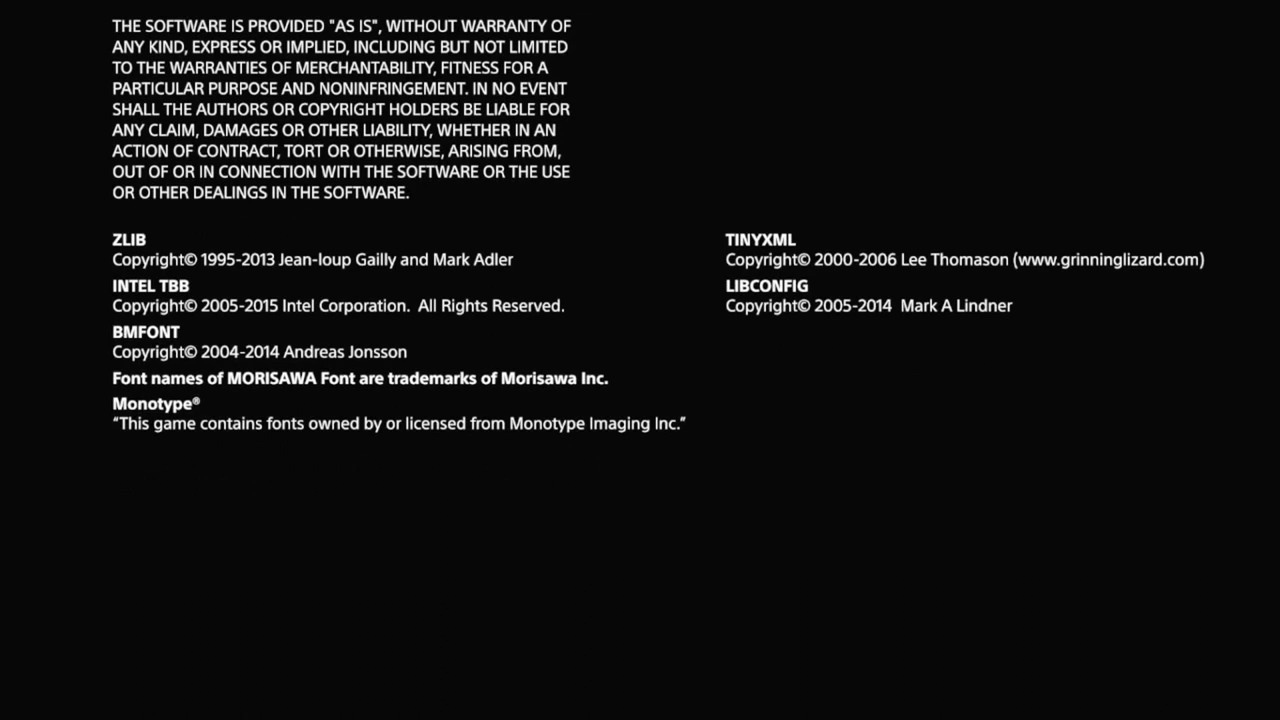 THE SOFTWARE IS PROVIDED "AS IS", WITHOUT WARRANTY OF
ANY KIND, EXPRESS OR IMPLIED, INCLUDING BUT NOT LIMITED
TO THE WARRANTIES OF MERCHANTABILITY, FITNESS FOR A
PARTICULAR PURPOSE AND NONINFRINGEMENT. IN NO EVENT
SHALL THE AUTHORS OR COPYRIGHT HOLDERS BE LIABLE FOR
ANY CLAIM, DAMAGES OR OTHER LIABILITY, WHETHER IN AN
ACTION OF CONTRACT, TORT OR OTHERWISE, ARISING FROM,
OUT OF OR IN CONNECTION WITH THE SOFTWARE OR THE USE
OR OTHER DEALINGS IN THE SOFTWARE.
ZLIB
Copyright© 1995-2013 Jean-loup Gailly and Mark Adler
INTEL TBB
Copyright© 2005-2015 Intel Corporation.  All Rights Reserved.
BMFONT
Copyright© 2004-2014 Andreas Jonsson
Font names of MORISAWA Font are trademarks of Morisawa Inc.
Monotype®
“This game contains fonts owned by or licensed from Monotype Imaging Inc.”
TINYXML
Copyright© 2000-2006 Lee Thomason (www.grinninglizard.com)
LIBCONFIG
Copyright© 2005-2014  Mark A Lindner